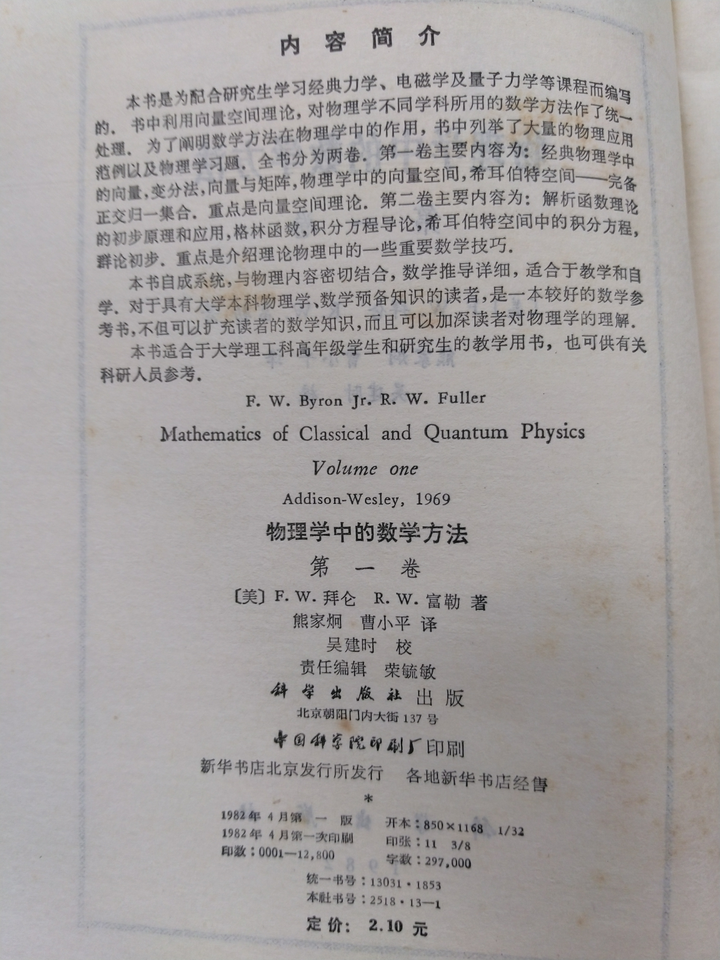 内容简介
本书是为配合研究生学习经典力学、电磁学及量子力学等课程而编写
的．书中利用向量空间理论，对物理学不同学科所用的数学方法作了统一
处理．为了阐明数学方法在物理学中的作用，书中列举了大量的物理应用
范例以及物理学习题．全书分为两卷．第一卷主要内容为：经典物理学中
的向量，变分法，向量与矩阵，物理学中的向量空间，希耳伯特空间——完备
正交归一集合．重点是向量空间理论．第二卷主要内容为：解析函数理论
的初步原理和应用，格林函数，积分方程导论，希耳伯特空间中的积分方程，
群论初步．重点是介绍理论物理中的一些重要数学技巧．
本书自成系统，与物理内容密切结合，数学推导详细，适合于教学和自
学．对于具有大学本科物理学、数学预备知识的读者，是一本较好的数学参
考书，不但可以扩充读者的数学知识，而且可以加深读者对物理学的理解．
本书适合于大学理工科高年级学生和研究生的教学用书，也可供有关
科研人员参考．
F. W. Byron Jr. R. W. Fuller
Mathematics of Classical and Quantum Physics
Volume one
Addison-Wesley, 1969
物理学中的数学方法
第一卷
〔美〕F. W. 拜仑 R. W. 富勒 著
熊家炯 曹小平 译
吴建时 校
责任编辑 荣毓敏
科学出版社 出版
北京朝阳门内大街 137 号
中国科学院印刷厂印刷
新华书店北京发行所发行 各地新华书店经售
*
1982年 4月第 一 版 开本：850×1168 1/32
1982年 4月第一次印刷 印张：11 3/8
印数：0001—12,800 字数：297,000
统一书号：13031·1853
本社书号：2518·13—1
定价： 2.10 元